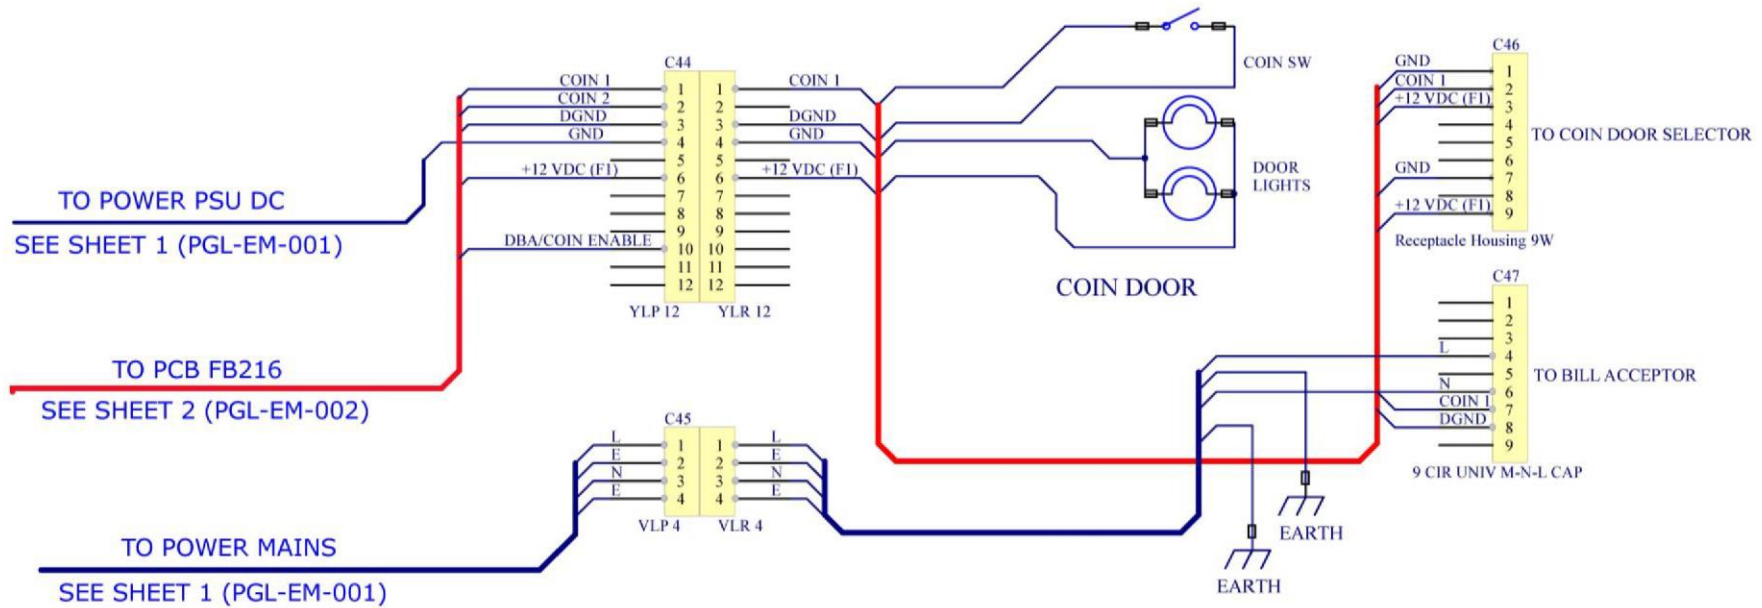 C44
COIN 1
COIN 2
DGND
GND
+12 VDC (F1)
DBA/COIN ENABLE
1 1
2 2
3 3
4 4
5 5
6 6
7 7
8 8
9 9
10 10
11 11
12 12
YLP 12 YLR 12
COIN 1
DGND
GND
+12 VDC (F1)
COIN SW
DOOR
LIGHTS
COIN DOOR
C46
GND
COIN 1
+12 VDC (F1)
GND
+12 VDC (F1)
1
2
3
4
5
6
7
8
9
TO COIN DOOR SELECTOR
Receptacle Housing 9W
TO POWER PSU DC
SEE SHEET 1 (PGL-EM-001)
TO PCB FB216
SEE SHEET 2 (PGL-EM-002)
C47
L
N
COIN 1
DGND
1
2
3
4
5
6
7
8
9
TO BILL ACCEPTOR
9 CIR UNIV M-N-L CAP
C45
L 1 1 L
E 2 2 E
N 3 3 N
E 4 4 E
VLP 4 VLR 4
EARTH
EARTH
TO POWER MAINS
SEE SHEET 1 (PGL-EM-001)